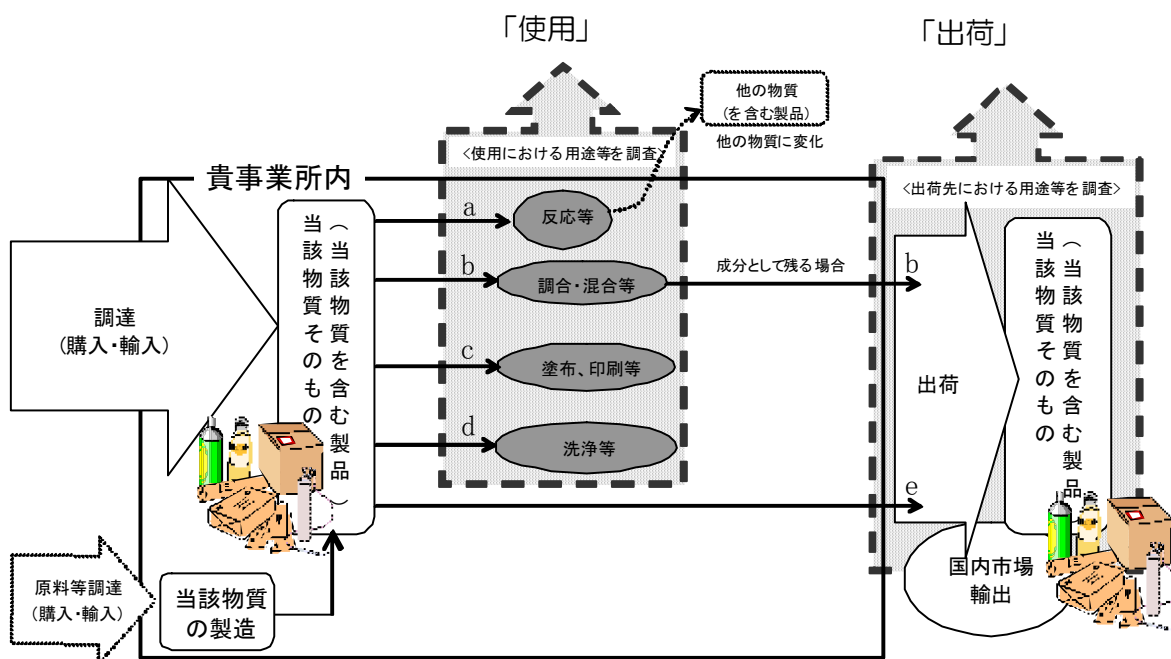 「使用」
「出荷」
他の物質
(を含む製品)
他の物質に変化
<使用における用途等を調査>
<出荷先における用途等を調査>
貴事業所内
調達
(購入・輸入)
当該物質そのもの
(当該物質を含む製品)
a
反応等
b
調合・混合等
成分として残る場合
b
c
塗布、印刷等
d
洗浄等
e
出荷
当該物質そのもの
(当該物質を含む製品
国内市場
輸出
原料等調達
(購入・輸入)
当該物質
の製造